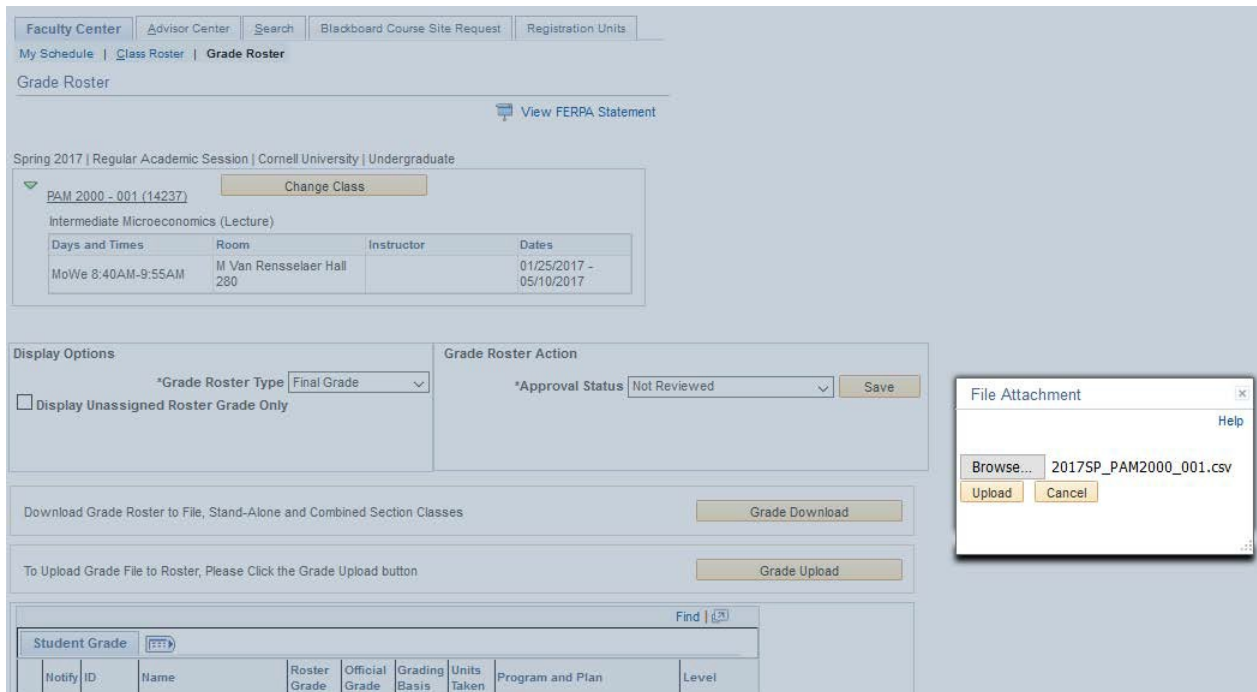 Faculty Center Advisor Center Search Blackboard Course Site Request Registration Units
My Schedule | Class Roster | Grade Roster
Grade Roster
View FERPA Statement
Spring 2017 | Regular Academic Session | Cornell University | Undergraduate
PAM 2000 - 001 (14237) Change Class
Intermediate Microeconomics (Lecture)
Days and Times Room Instructor Dates
MoWe 8:40AM-9:55AM M Van Rensselaer Hall 280 01/25/2017 - 05/10/2017
Display Options
*Grade Roster Type Final Grade
Display Unassigned Roster Grade Only
Grade Roster Action
*Approval Status Not Reviewed Save
File Attachment
Help
Browse... 2017SP_PAM2000_001.csv
Upload Cancel
Download Grade Roster to File, Stand-Alone and Combined Section Classes Grade Download
To Upload Grade File to Roster, Please Click the Grade Upload button Grade Upload
Find |
Student Grade
Notify ID Name Roster Grade Official Grade Grading Basis Units Taken Program and Plan Level